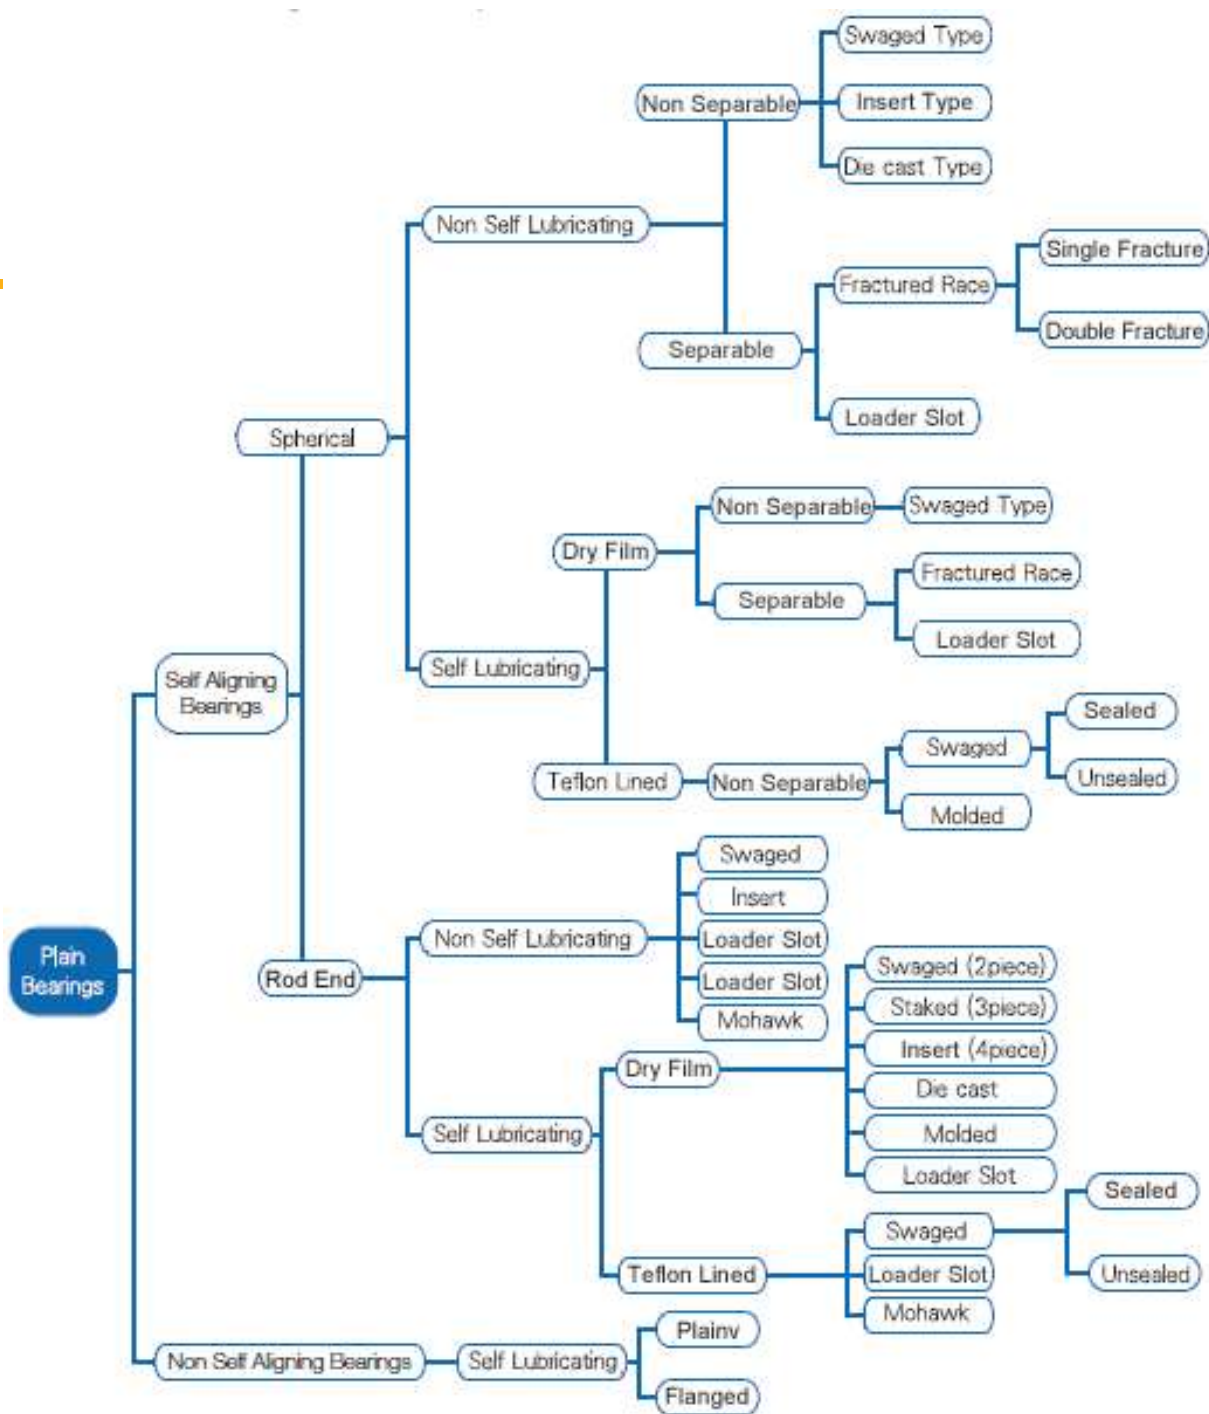 Swaged Type
Non Separable
Insert Type
Die cast Type
Non Self Lubricating
Single Fracture
Fractured Race
Double Fracture
Separable
Loader Slot
Spherical
Non Separable
Swaged Type
Dry Film
Fractured Race
Separable
Loader Slot
Self Lubricating
Self Aligning
Bearings
Sealed
Swaged
Teflon Lined
Non Separable
Unsealed
Molded
Swaged
Insert
Non Self Lubricating
Loader Slot
Plain
Bearings
Rod End
Loader Slot
Mohawk
Swaged (2piece)
Staked (3piece)
Insert (4piece)
Dry Film
Die cast
Self Lubricating
Molded
Loader Slot
Sealed
Swaged
Teflon Lined
Loader Slot
Unsealed
Mohawk
Plainv
Non Self Aligning Bearings
Self Lubricating
Flanged